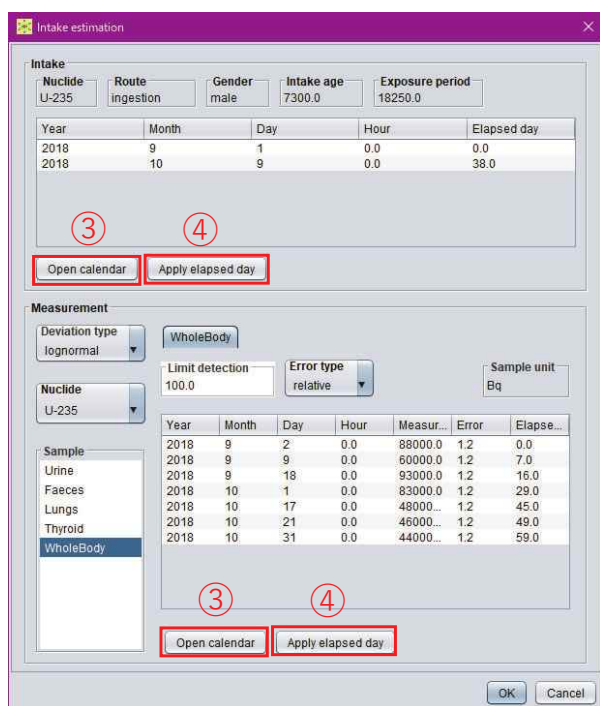 Intake estimation
Intake
Nuclide Route Gender Intake age Exposure period
U-235 ingestion male 7300.0 18250.0
Year Month Day Hour Elapsed day
2018 9 1 0.0 0.0
2018 10 9 0.0 38.0
③ ④
Open calendar Apply elapsed day
Measurement
Deviation type
lognormal
WholeBody
Limit detection Error type Sample unit
100.0 relative Bq
Nuclide
U-235
Year Month Day Hour Measur... Error Elapse...
2018 9 2 0.0 88000.0 1.2 0.0
2018 9 9 0.0 60000.0 1.2 7.0
2018 9 18 0.0 93000.0 1.2 16.0
2018 10 1 0.0 83000.0 1.2 29.0
2018 10 17 0.0 48000... 1.2 45.0
2018 10 21 0.0 46000... 1.2 49.0
2018 10 31 0.0 44000... 1.2 59.0
Sample
Urine
Faeces
Lungs
Thyroid
WholeBody
③ ④
Open calendar Apply elapsed day
OK Cancel